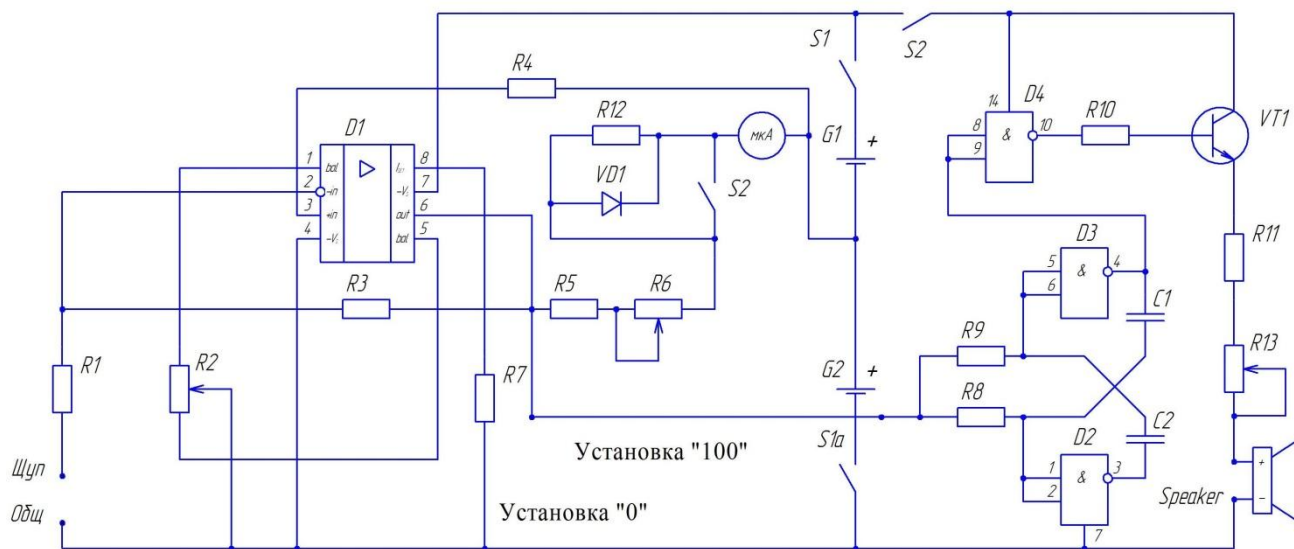 S1
S2
R4
D4
R12
мкА
14
8
9
&
10
R10
VT1
D1
G1
+
1
2
3
4
bal
-in
+in
8
7
6
5
out
bal
VD1
S2
R11
D3
5
6
&
4
C1
R3
R5
R6
R9
R13
R1
R2
R7
G2
+
R8
C2
Установка "100"
S1a
D2
1
2
&
3
7
Щуп
Общ
Установка "0"
Speaker
+
−